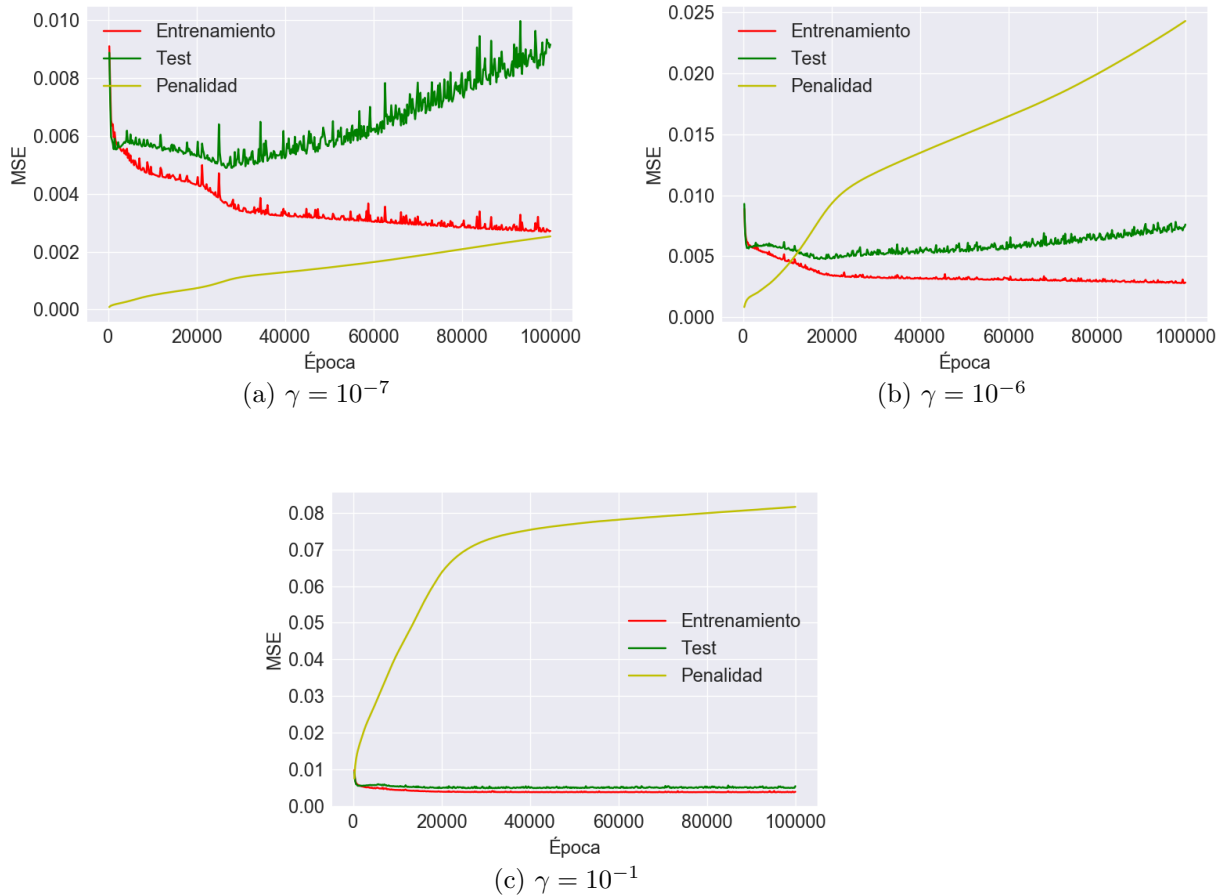 0.010
0.008
0.006
0.004
0.002
0.000
MSE
Entrenamiento
Test
Penalidad
0 20000 40000 60000 80000 100000
Época
(a) γ = 10⁻⁷
0.025
0.020
0.015
0.010
0.005
0.000
MSE
Entrenamiento
Test
Penalidad
0 20000 40000 60000 80000 100000
Época
(b) γ = 10⁻⁶
0.08
0.07
0.06
0.05
0.04
0.03
0.02
0.01
0.00
MSE
Entrenamiento
Test
Penalidad
0 20000 40000 60000 80000 100000
Época
(c) γ = 10⁻¹